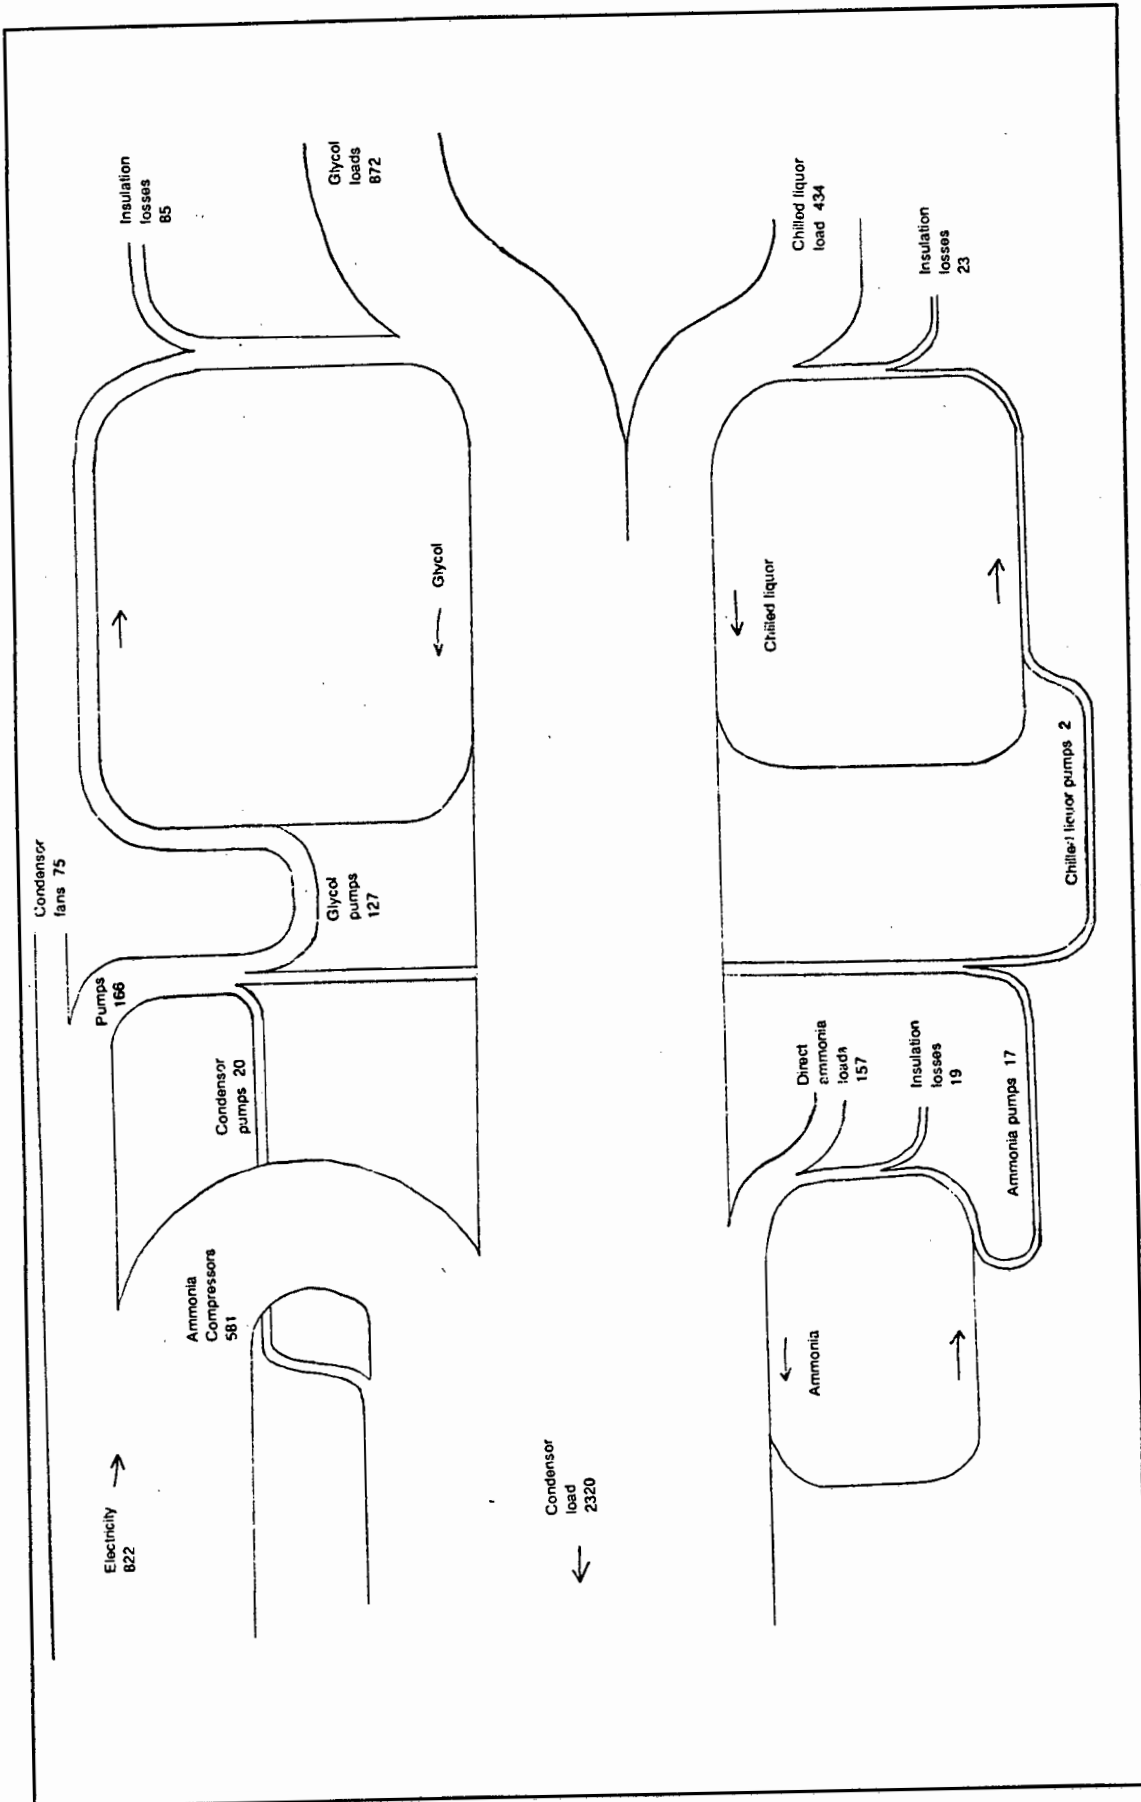 Condensor
fans 75
Insulation
losses
85
Glycol
loads
872
Pumps
166
Glycol
pumps
127
Glycol
Condensor
pumps 20
Ammonia
Compressors
581
Electricity
822
Condensor
load
2320
Chilled liquor
load 434
Insulation
losses
23
Chilled liquor
Chilled liquor pumps 2
Direct
ammonia
loads
157
Insulation
losses
19
Ammonia pumps 17
Ammonia